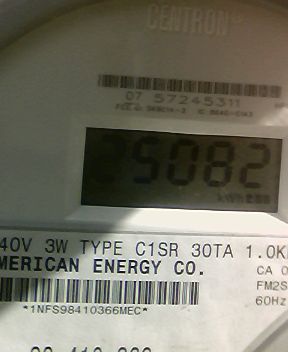 CENTRON®
07 57245311
25082
kWh
40V 3W TYPE C1SR 30TA 1.0K
MERICAN ENERGY CO.
CA 0
FM2S
60Hz
*1NFS98410366MEC*